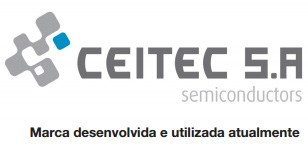 CEITEC S.A
semiconductors
Marca desenvolvida e utilizada atualmente